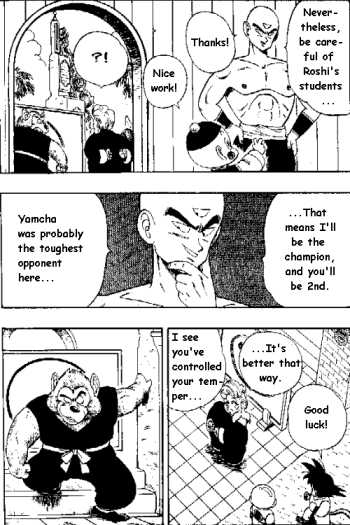 ?!
Nice
work!
Thanks!
Never-
theless,
be care-
ful of
Roshi's
students
...
Yamcha
was probably
the toughest
opponent
here...
...That
means I'll
be the
champion,
and you'll
be 2nd.
I see
you've
controlled
your tem-
per...
...It's
better that
way.
Good
luck!